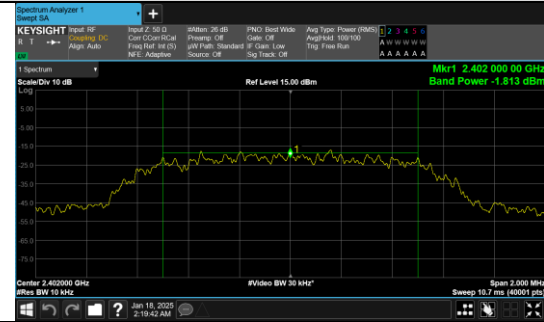 Spectrum Analyzer 1
Swept SA
+
KEYSIGHT Input: RF Input Z: 50 Ω #Atten: 26 dB PNO: Best Wide Avg Type: Power (RMS) 1 2 3 4 5 6
R T Coupling: DC Corr CCorr RCal Preamp: Off Gate: Off Avg|Hold: 100/100 A W W W W W
Align: Auto Freq Ref: Int (S) µW Path: Standard IF Gain: Low Trig: Free Run
NFE: Adaptive Source: Off Sig Track: Off A A A A A A
1 Spectrum
Mkr1 2.402 000 00 GHz
Scale/Div 10 dB Ref Level 15.00 dBm Band Power -1.813 dBm
Log
5.00
-5.00
-15.0
-25.0
-35.0
-45.0
-55.0
-65.0
-75.0
1
Center 2.402000 GHz #Video BW 30 kHz* Span 2.000 MHz
#Res BW 10 kHz Sweep 10.7 ms (40001 pts)
? Jan 18, 2025
2:19:42 AM